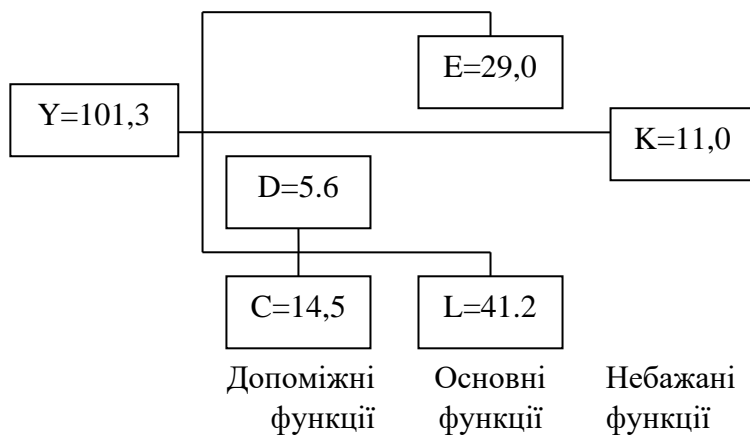 E=29,0
Y=101,3
K=11,0
D=5.6
C=14,5
L=41.2
Допоміжні функції
Основні функції
Небажані функції